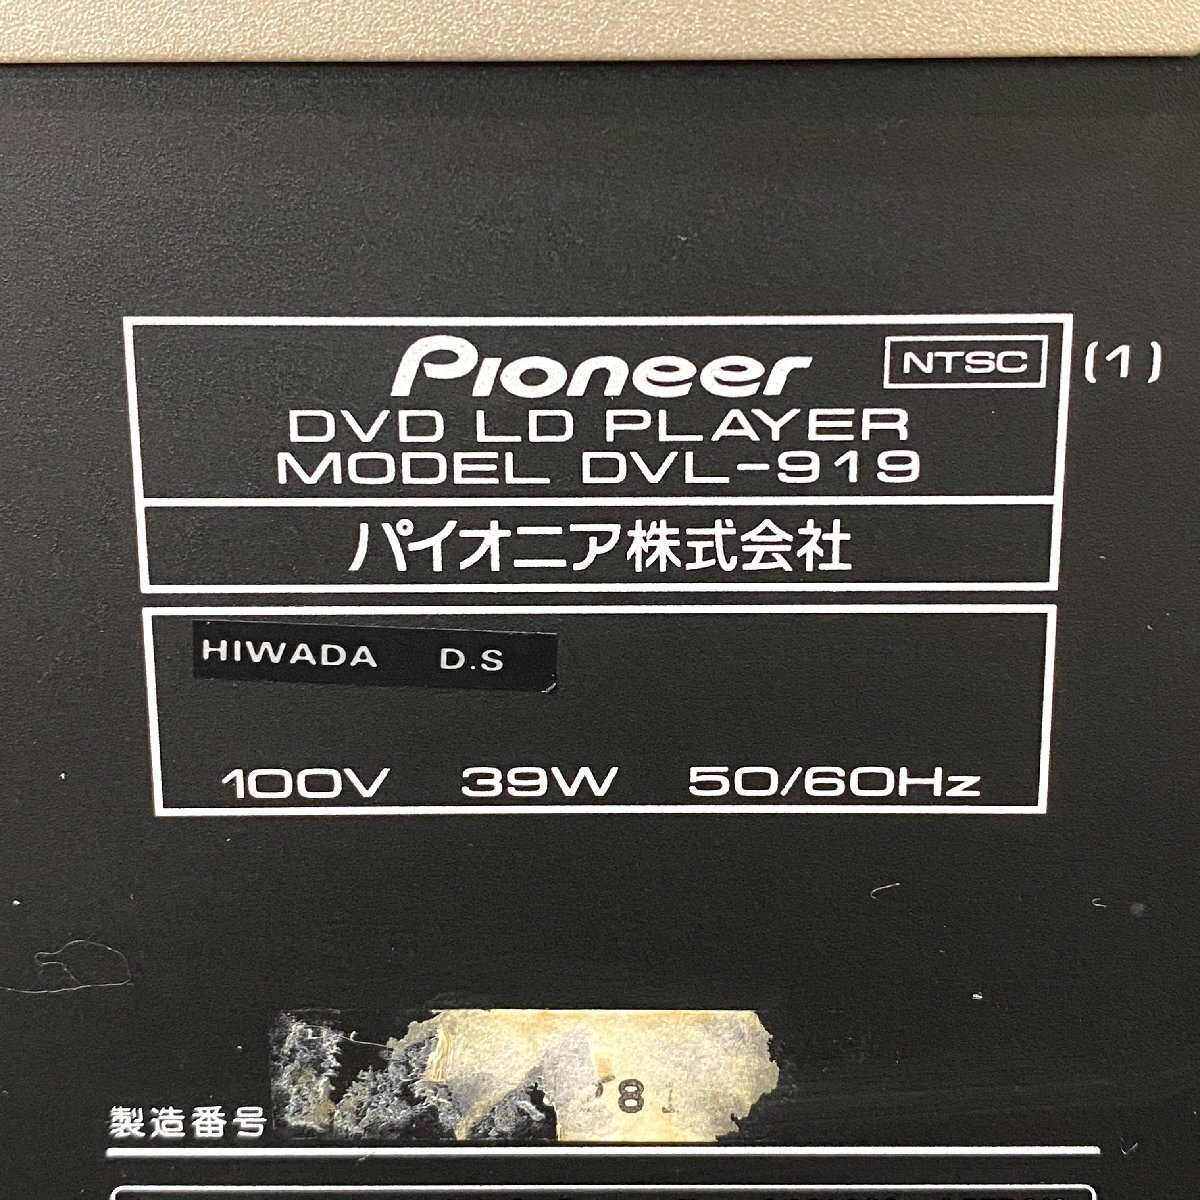 Pioneer NTSC (1)
DVD LD PLAYER
MODEL DVL-919
パイオニア株式会社
HIWADA D.S
100V 39W 50/60Hz
製造番号